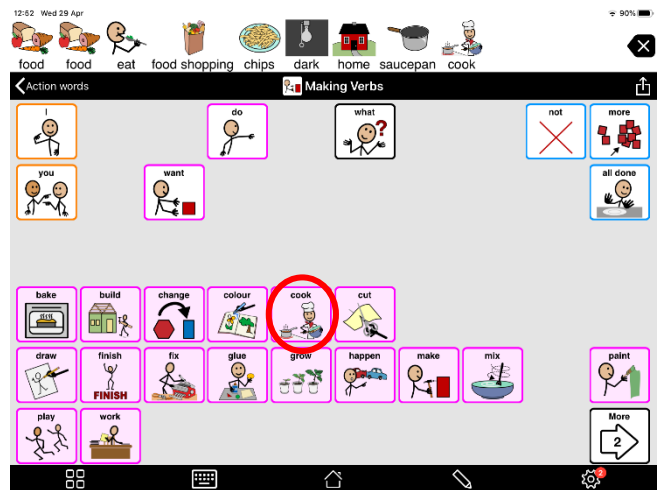 12:52 Wed 29 Apr 90%
food food eat food shopping chips dark home saucepan cook
Action words Making Verbs
I do what not more
you want all done
bake build change colour cook cut
draw finish fix glue grow happen make mix paint
FINISH
play work More
2
2